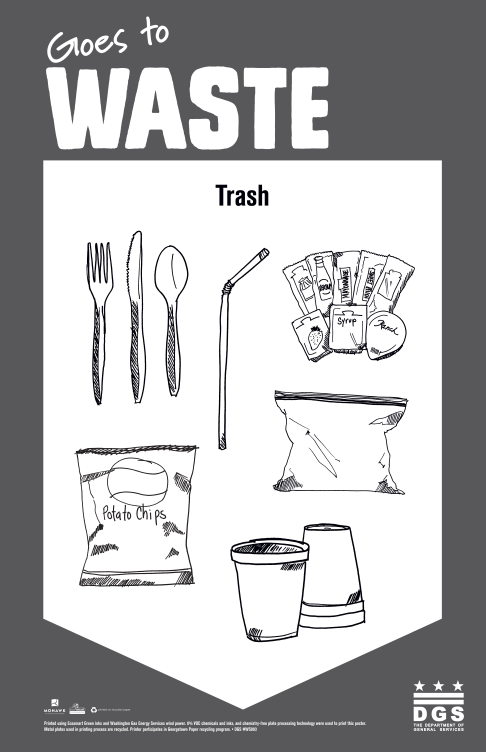 Goes to
WASTE
Trash
MAYONNAISE
Syrup
Ranch
Potato Chips
MOHAWK
DGS
THE DEPARTMENT OF
GENERAL SERVICES
Printed using Ecosmart Green inks and Washington Gas Energy Services wind power. 0% VOC chemicals and inks, and chemistry-free plate processing technology were used to print this poster.
Metal plates used in printing process are recycled. Printer participates in Georgetown Paper recycling program. • DGS